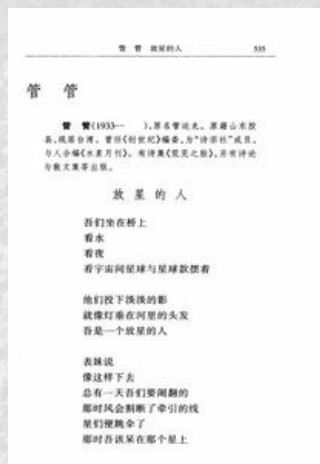 管 管 放星的人 535
管 管
管 管(1933— ),原名管运龙。原籍山东胶
县,现居台湾。曾任《创世纪》编委,为"诗宗社"成员,
与人合编《水星月刊》。有诗集《荒芜之脸》,另有诗论
与散文集等出版。
放 星 的 人
吾们坐在桥上
看水
看夜
看宇宙间星球与星球款摆着
他们投下淡淡的影
就像灯垂在河里的头发
吾是一个放星的人
表妹说
像这样下去
总有一天吾们要闹翻的
那时风会割断了牵引的线
星们便跳伞了
那时吾该呆在那个星上